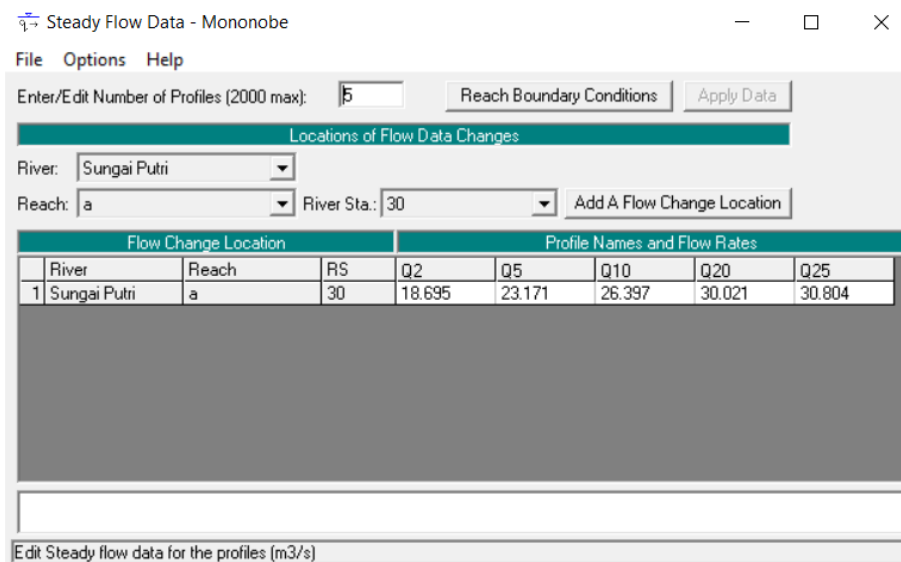 Steady Flow Data - Mononobe
File Options Help
Enter/Edit Number of Profiles (2000 max): 5 Reach Boundary Conditions Apply Data
Locations of Flow Data Changes
River: Sungai Putri
Reach: a River Sta.: 30 Add A Flow Change Location
Flow Change Location Profile Names and Flow Rates
River Reach RS Q2 Q5 Q10 Q20 Q25
1 Sungai Putri a 30 18.695 23.171 26.397 30.021 30.804
Edit Steady flow data for the profiles (m3/s)